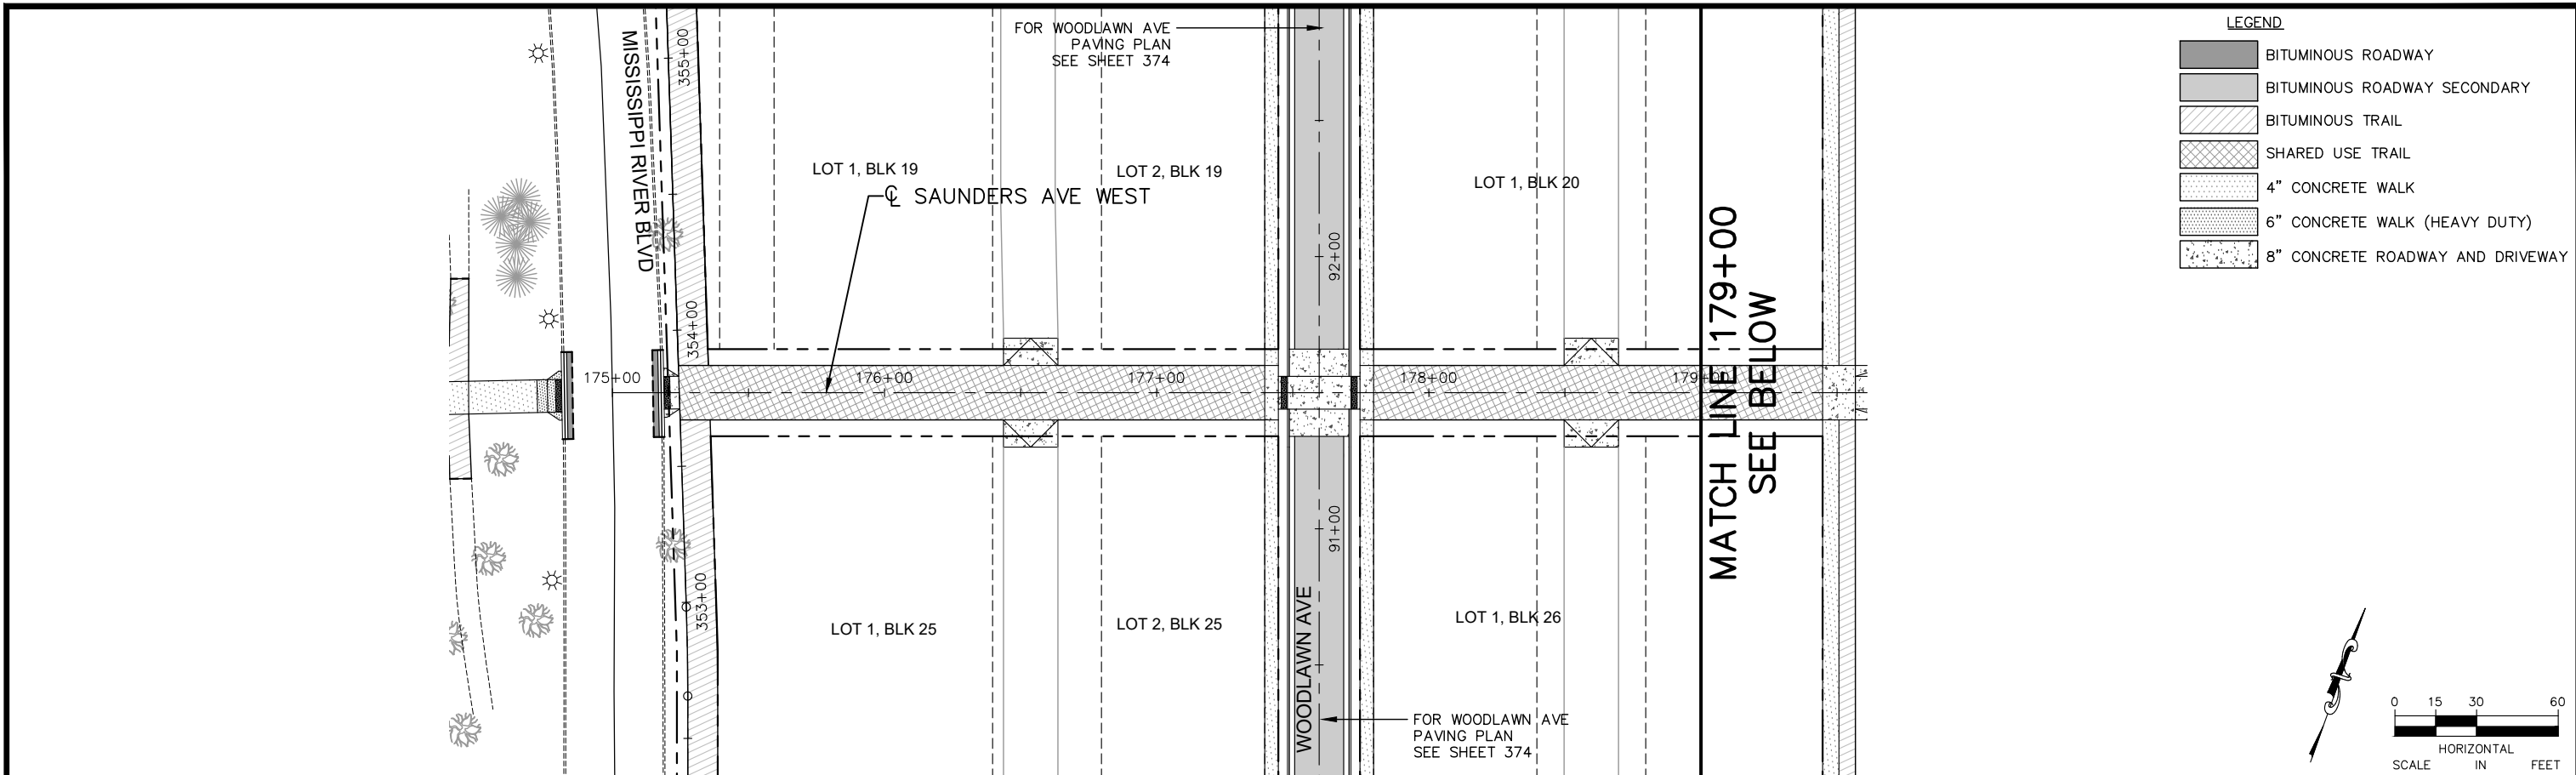 FOR WOODLAWN AVE
PAVING PLAN
SEE SHEET 374
LEGEND
BITUMINOUS ROADWAY
BITUMINOUS ROADWAY SECONDARY
BITUMINOUS TRAIL
SHARED USE TRAIL
4" CONCRETE WALK
6" CONCRETE WALK (HEAVY DUTY)
8" CONCRETE ROADWAY AND DRIVEWAY
MISSISSIPPI RIVER BLVD
355+00
354+00
353+00
LOT 1, BLK 19
LOT 2, BLK 19
LOT 1, BLK 20
℄ SAUNDERS AVE WEST
92+00
91+00
175+00
176+00
177+00
178+00
179+00
MATCH LINE 179+00
SEE BELOW
LOT 1, BLK 25
LOT 2, BLK 25
LOT 1, BLK 26
WOODLAWN AVE
FOR WOODLAWN AVE
PAVING PLAN
SEE SHEET 374
0 15 30 60
HORIZONTAL
SCALE IN FEET